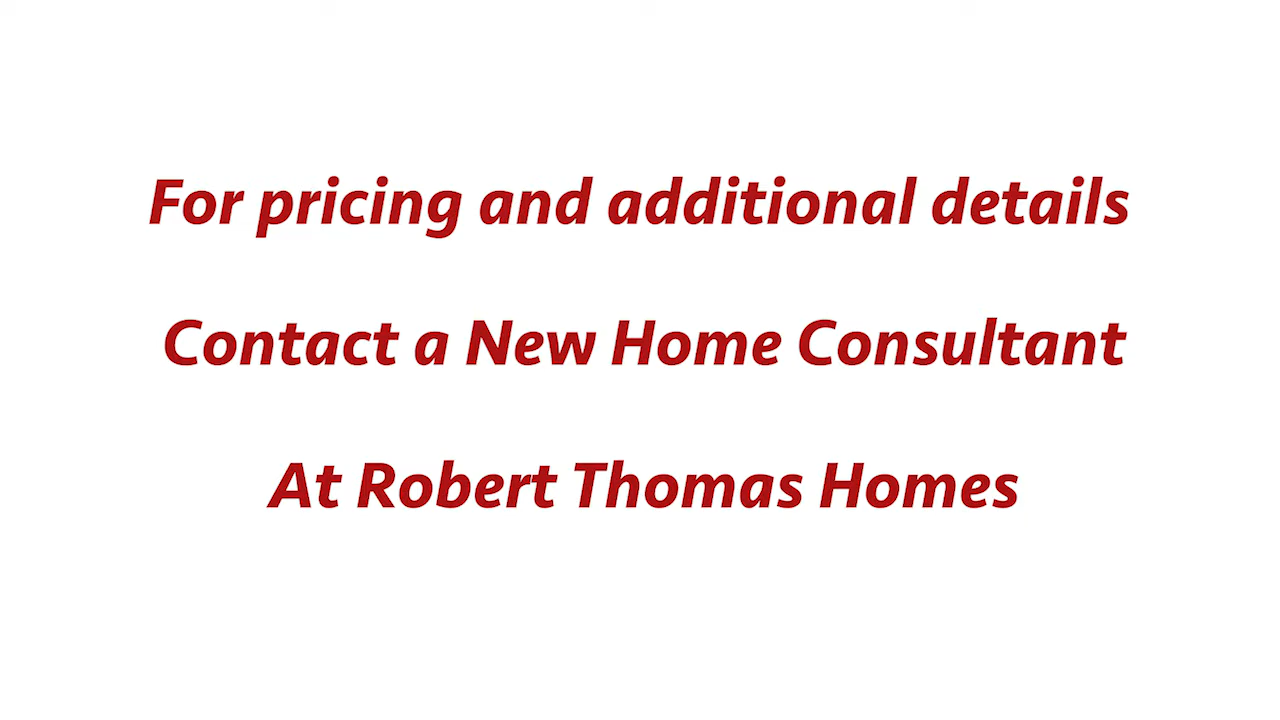 For pricing and additional details
Contact a New Home Consultant
At Robert Thomas Homes